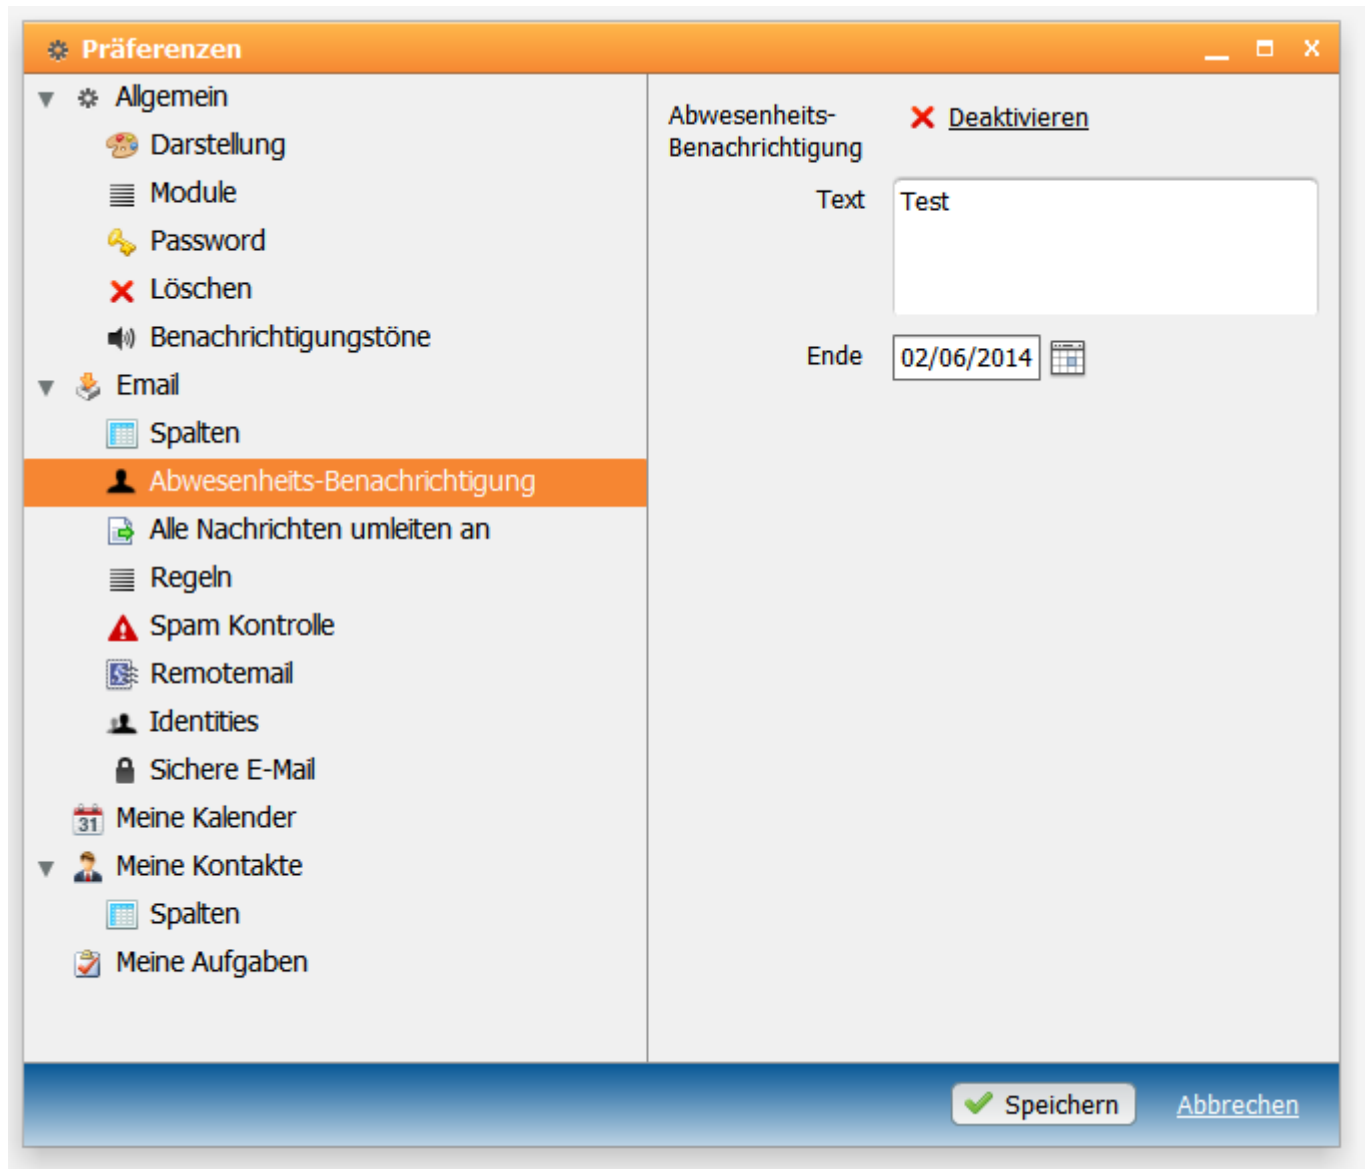 Präferenzen
Allgemein
Darstellung
Module
Password
Löschen
Benachrichtigungstöne
Email
Spalten
Abwesenheits-Benachrichtigung
Alle Nachrichten umleiten an
Regeln
Spam Kontrolle
Remotemail
Identities
Sichere E-Mail
31 Meine Kalender
Meine Kontakte
Spalten
Meine Aufgaben
Abwesenheits-
Benachrichtigung
Deaktivieren
Text
Test
Ende
02/06/2014
Speichern
Abbrechen